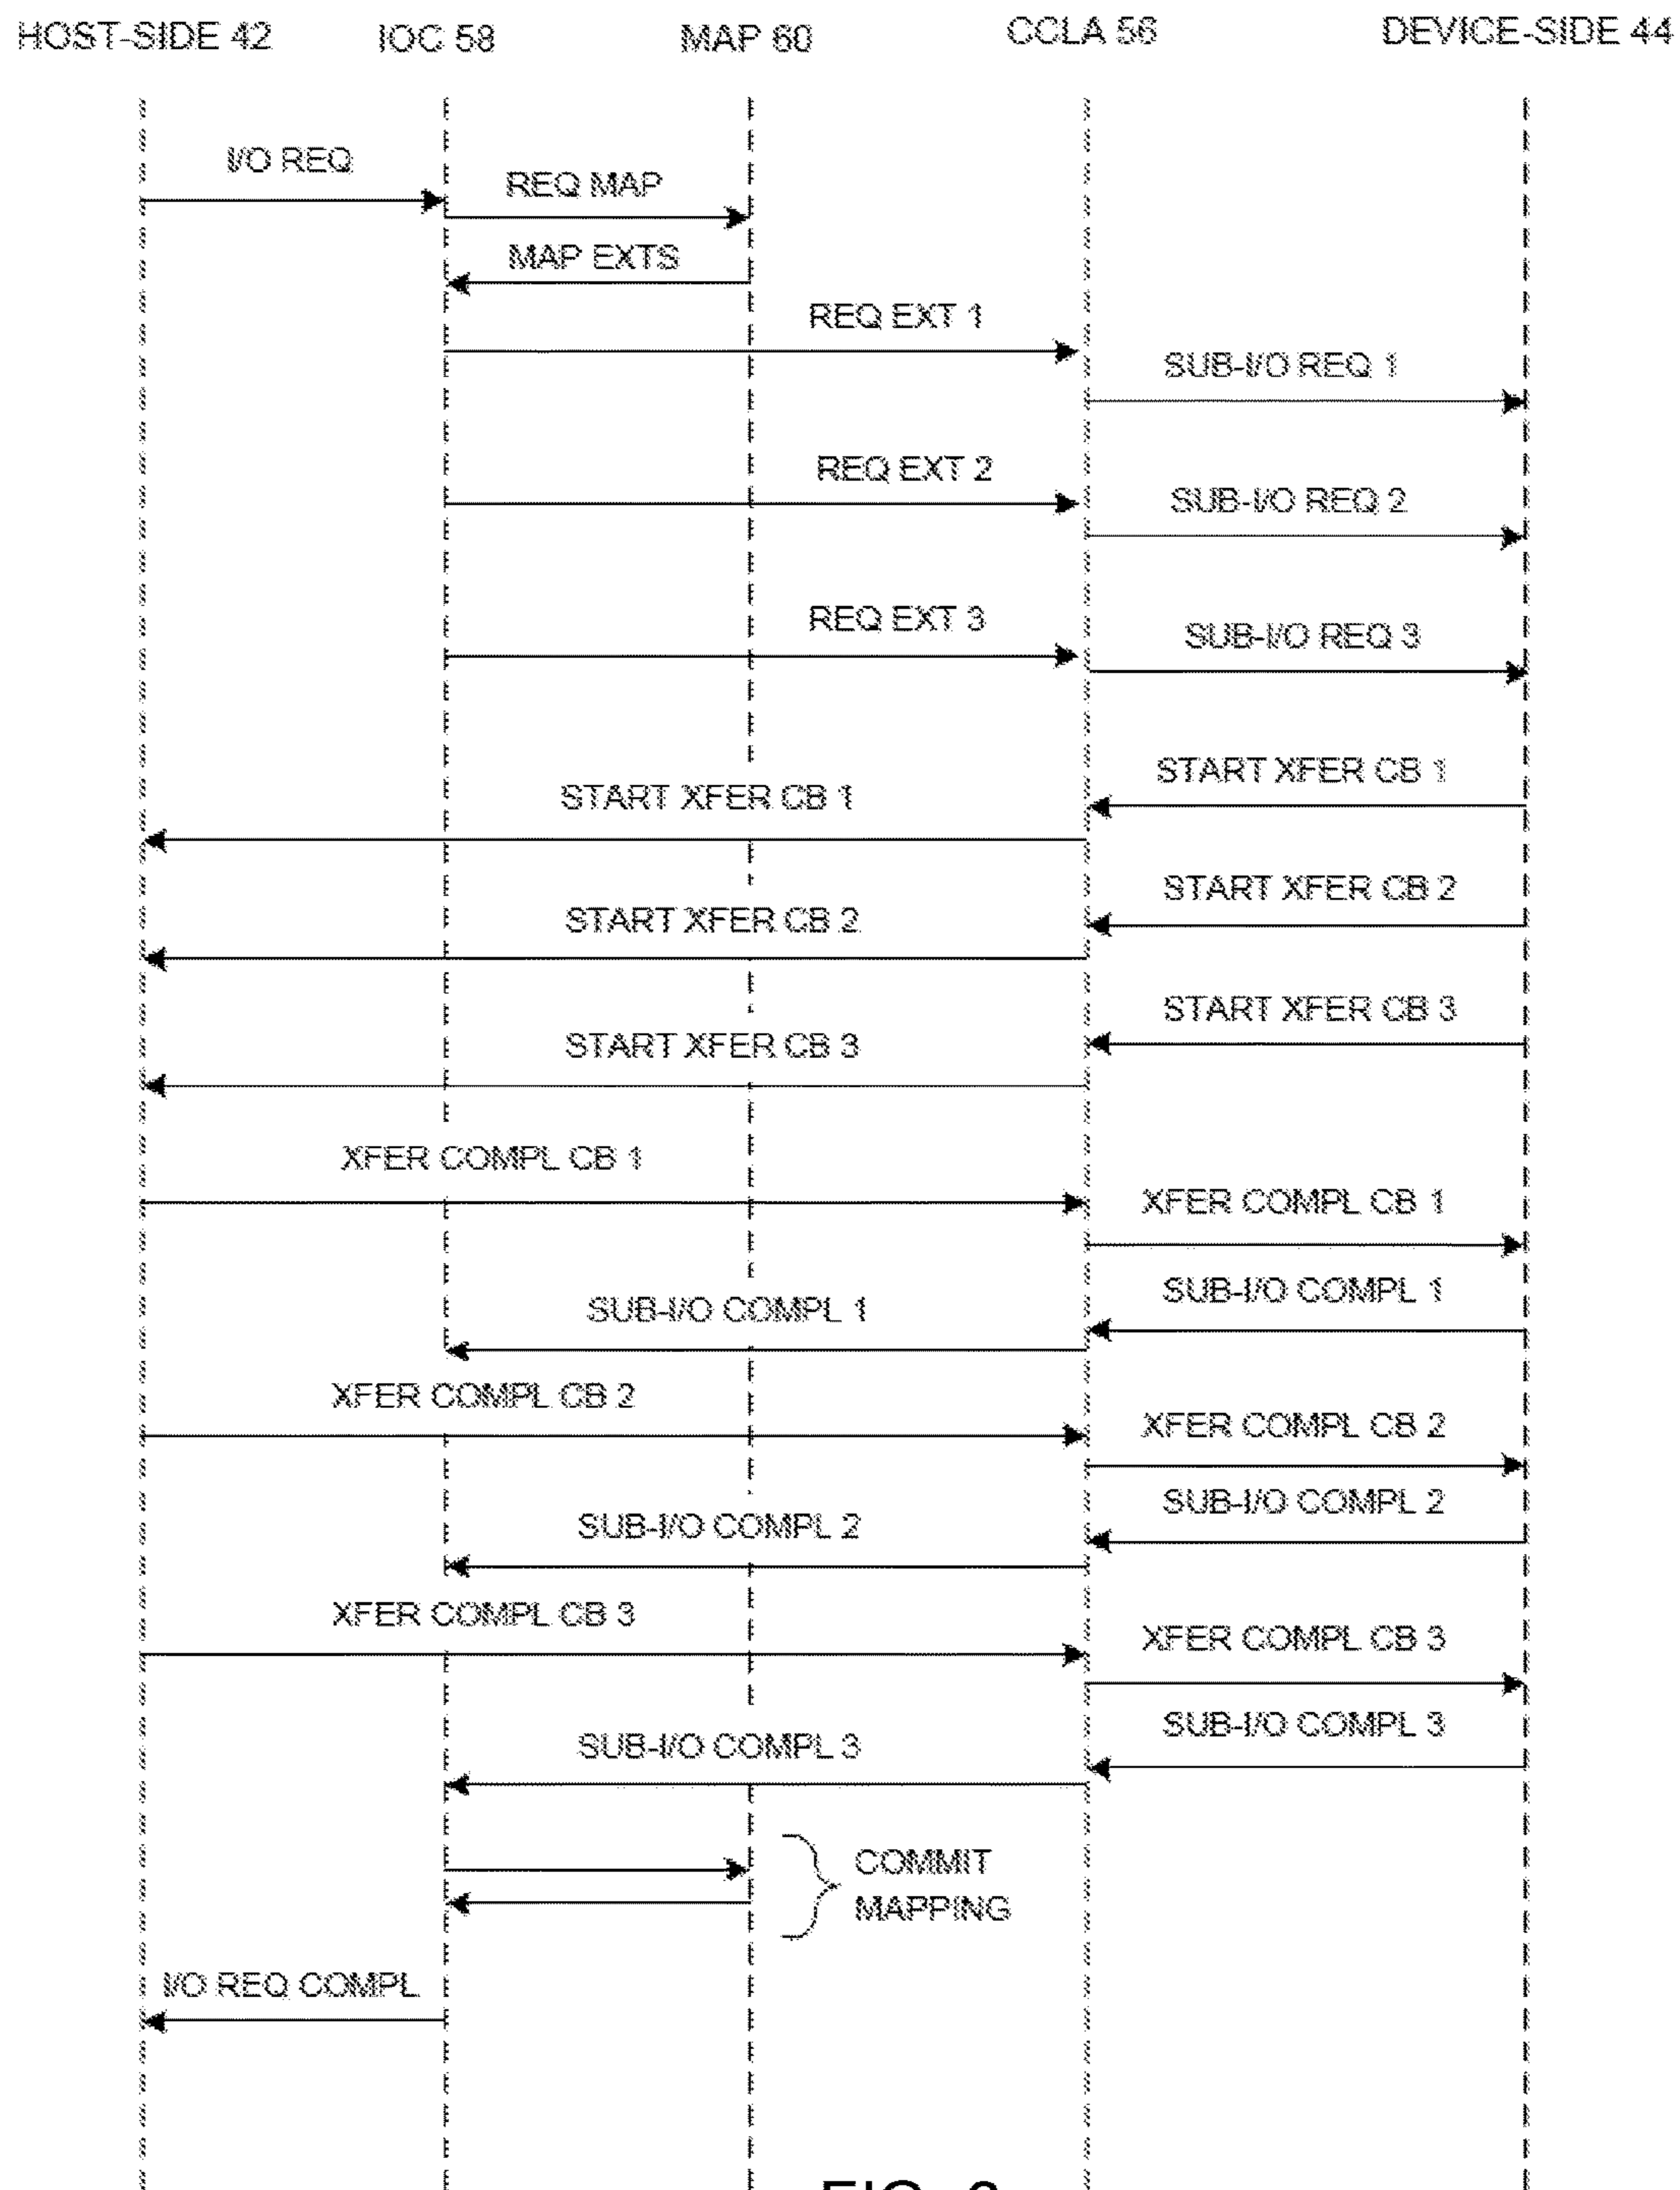 HOST-SIDE 42 IOC 58 MAP 60 CCLA 56 DEVICE-SIDE 44
I/O REQ
REQ MAP
MAP EXTS
REQ EXT 1
SUB-I/O REQ 1
REQ EXT 2
SUB-I/O REQ 2
REQ EXT 3
SUB-I/O REQ 3
START XFER CB 1
START XFER CB 1
START XFER CB 2
START XFER CB 2
START XFER CB 3
START XFER CB 3
XFER COMPL CB 1
XFER COMPL CB 1
SUB-I/O COMPL 1
SUB-I/O COMPL 1
XFER COMPL CB 2
XFER COMPL CB 2
SUB-I/O COMPL 2
SUB-I/O COMPL 2
XFER COMPL CB 3
XFER COMPL CB 3
SUB-I/O COMPL 3
SUB-I/O COMPL 3
COMMIT
MAPPING
I/O REQ COMPL
FIG.